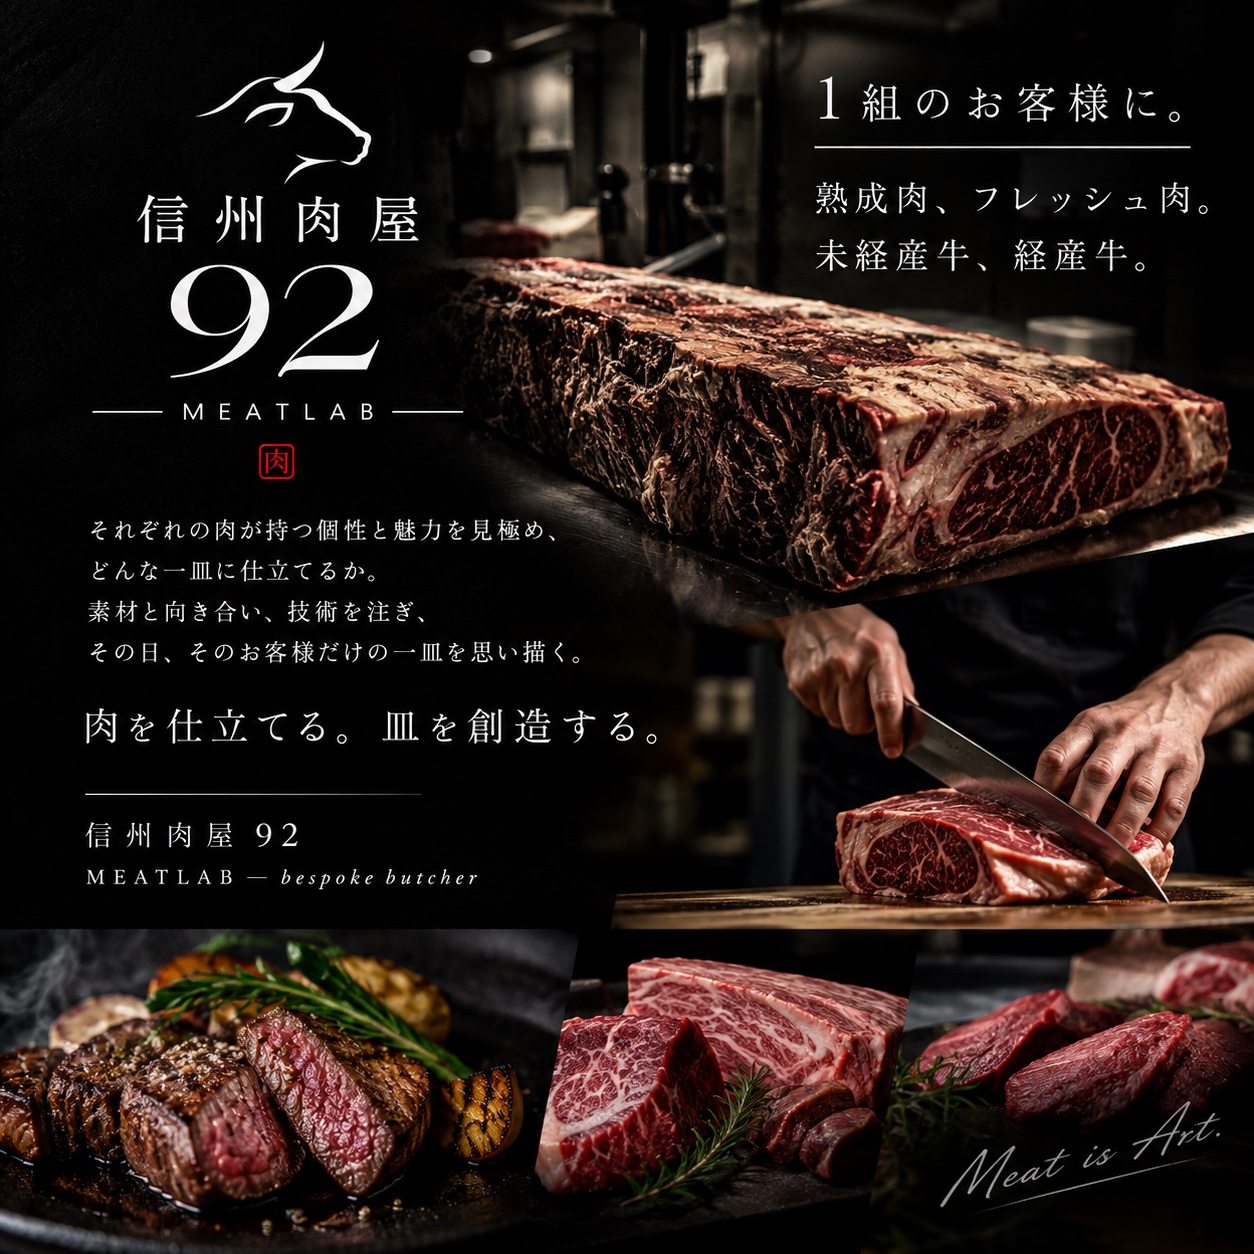 信州肉屋
92
MEATLAB
肉
1組のお客様に。
熟成肉、フレッシュ肉。
未経産牛、経産牛。
それぞれの肉が持つ個性と魅力を見極め、
どんな一皿に仕立てるか。
素材と向き合い、技術を注ぎ、
その日、そのお客様だけの一皿を思い描く。
肉を仕立てる。皿を創造する。
信州肉屋 92
MEATLAB — bespoke butcher
Meat is Art.